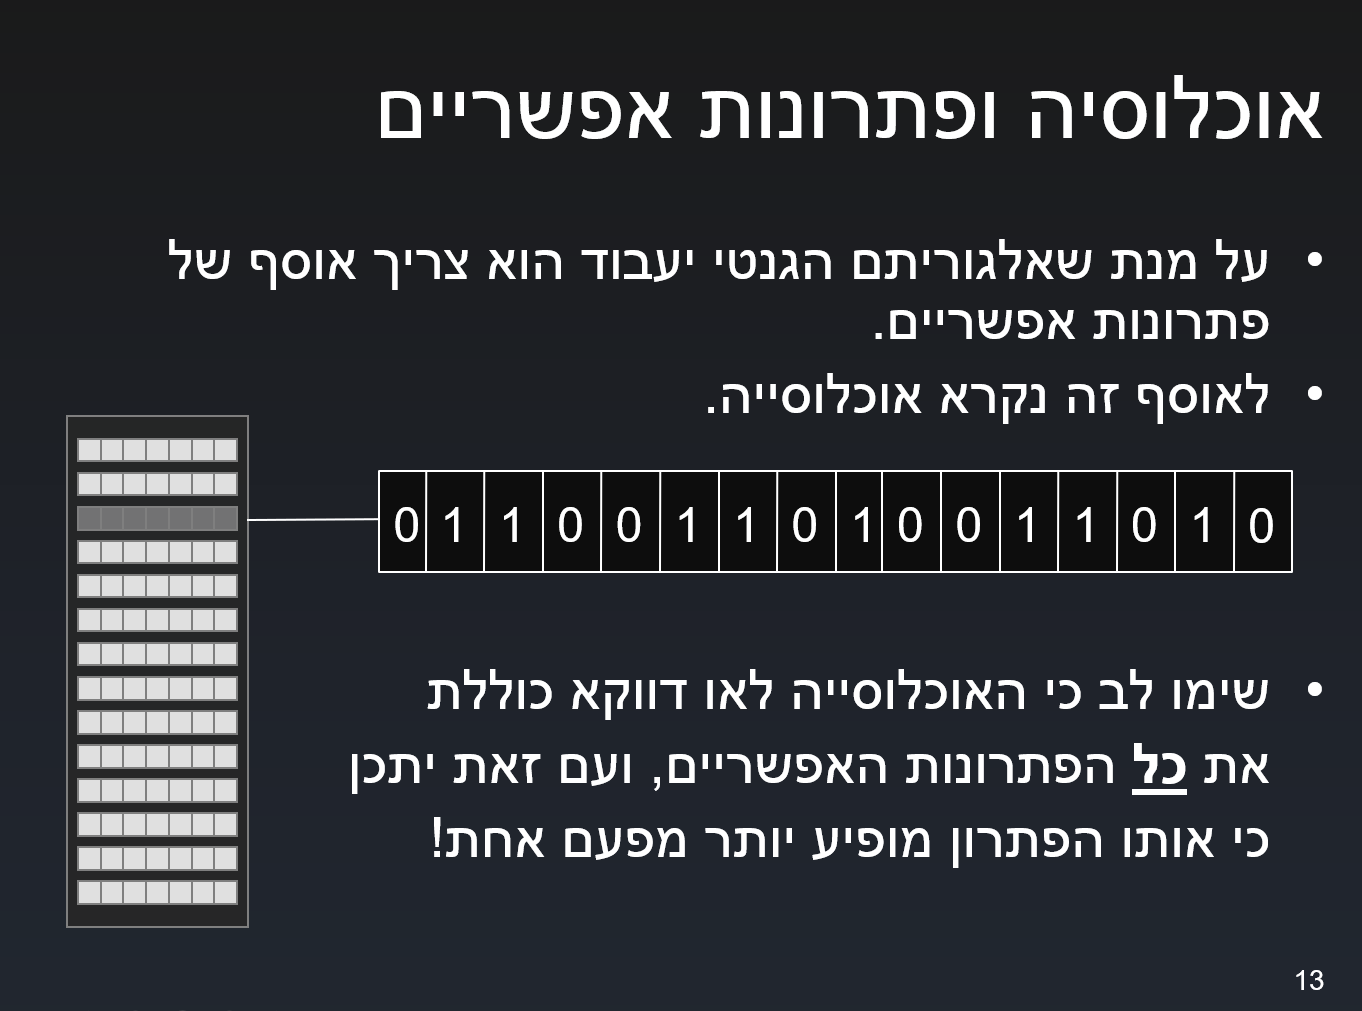 אוכלוסיה ופתרונות אפשריים
• על מנת שאלגוריתם הגנטי יעבוד הוא צריך אוסף של
פתרונות אפשריים.
• לאוסף זה נקרא אוכלוסייה.
0 1 1 0 0 1 1 0 1 0 0 1 1 0 1 0
• שימו לב כי האוכלוסייה לאו דווקא כוללת
את כל הפתרונות האפשריים, ועם זאת יתכן
כי אותו הפתרון מופיע יותר מפעם אחת!
13